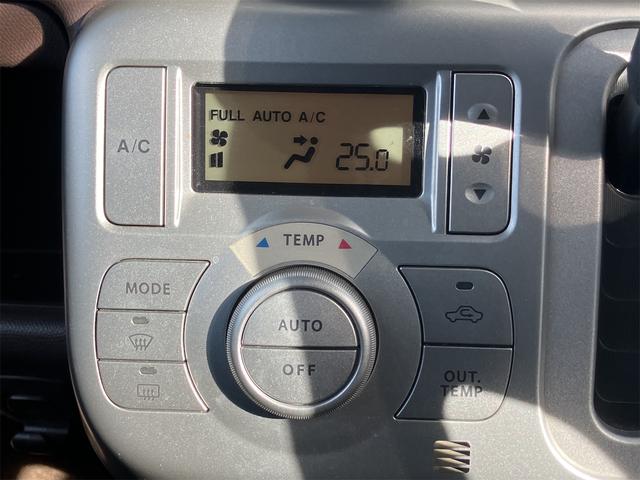 FULL AUTO A/C
25.0
A/C
TEMP
MODE
AUTO
OFF
OUT.
TEMP